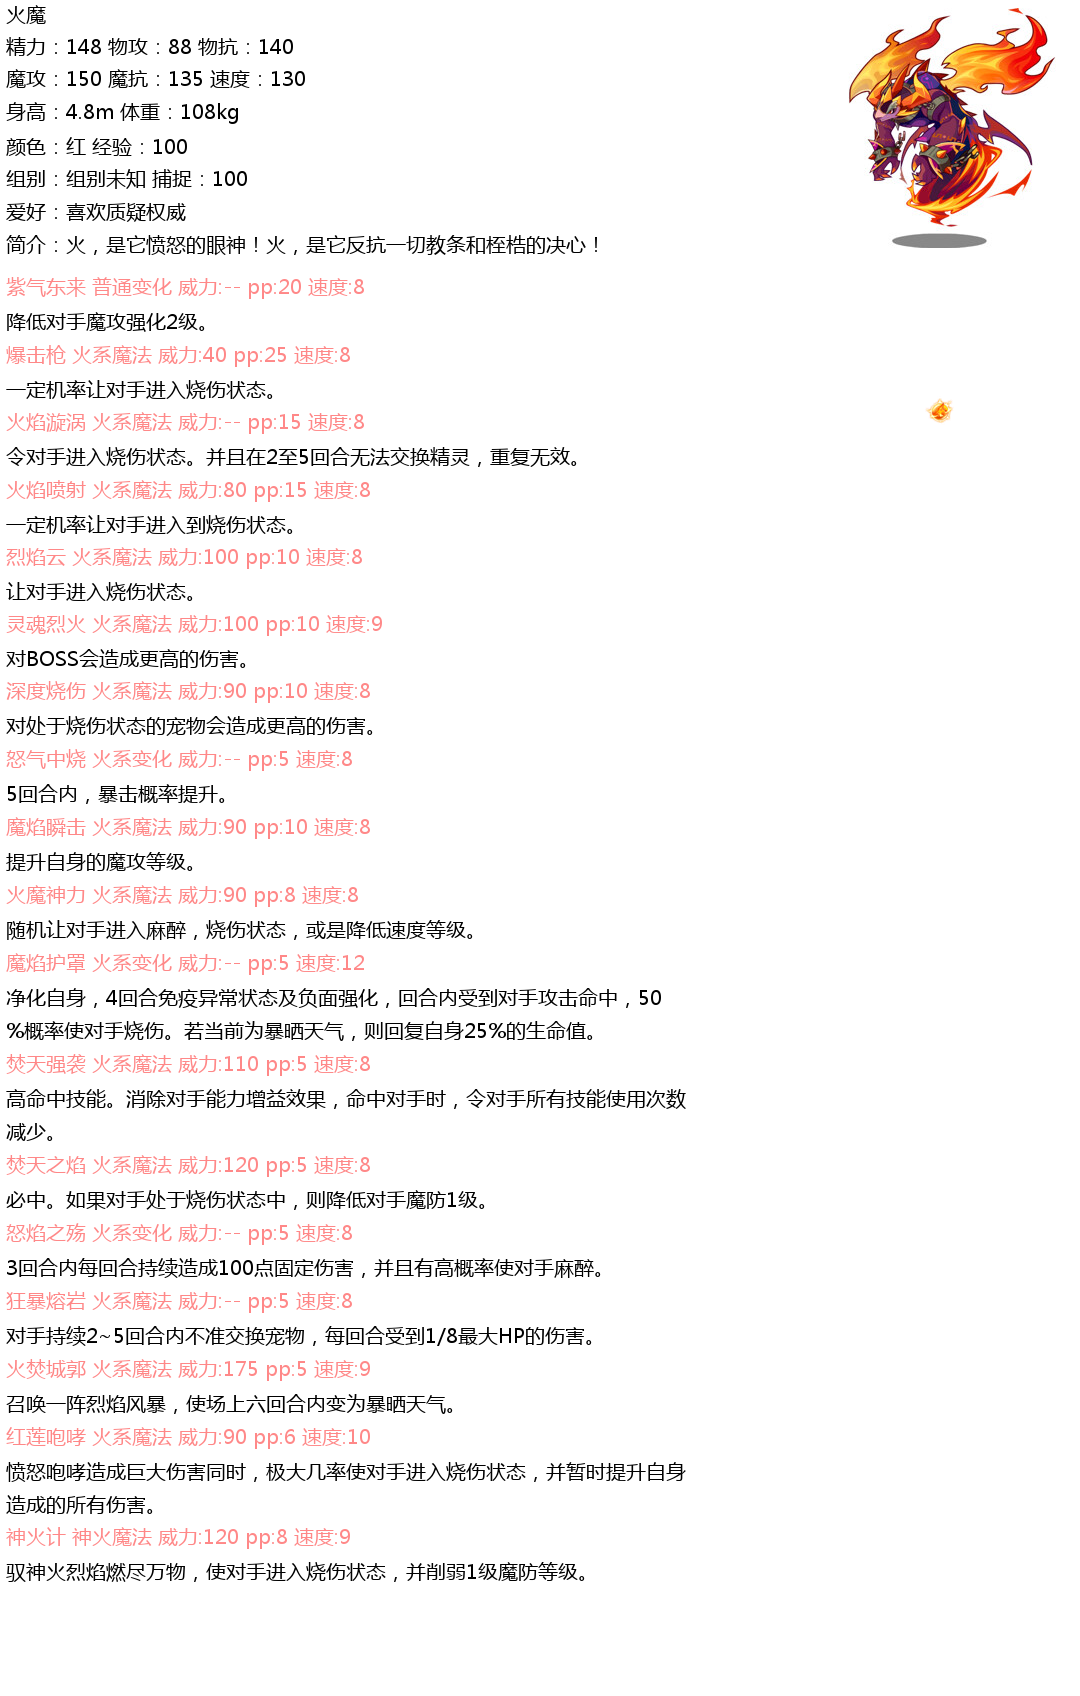 火魔
精力：148 物攻：88 物抗：140
魔攻：150 魔抗：135 速度：130
身高：4.8m 体重：108kg
颜色：红 经验：100
组别：组别未知 捕捉：100
爱好：喜欢质疑权威
简介：火，是它愤怒的眼神！火，是它反抗一切教条和桎梏的决心！
紫气东来 普通变化 威力:-- pp:20 速度:8
降低对手魔攻强化2级。
爆击枪 火系魔法 威力:40 pp:25 速度:8
一定机率让对手进入烧伤状态。
火焰漩涡 火系魔法 威力:-- pp:15 速度:8
令对手进入烧伤状态。并且在2至5回合无法交换精灵，重复无效。
火焰喷射 火系魔法 威力:80 pp:15 速度:8
一定机率让对手进入到烧伤状态。
烈焰云 火系魔法 威力:100 pp:10 速度:8
让对手进入烧伤状态。
灵魂烈火 火系魔法 威力:100 pp:10 速度:9
对BOSS会造成更高的伤害。
深度烧伤 火系魔法 威力:90 pp:10 速度:8
对处于烧伤状态的宠物会造成更高的伤害。
怒气中烧 火系变化 威力:-- pp:5 速度:8
5回合内，暴击概率提升。
魔焰瞬击 火系魔法 威力:90 pp:10 速度:8
提升自身的魔攻等级。
火魔神力 火系魔法 威力:90 pp:8 速度:8
随机让对手进入麻醉，烧伤状态，或是降低速度等级。
魔焰护罩 火系变化 威力:-- pp:5 速度:12
净化自身，4回合免疫异常状态及负面强化，回合内受到对手攻击命中，50
%概率使对手烧伤。若当前为暴晒天气，则回复自身25%的生命值。
焚天强袭 火系魔法 威力:110 pp:5 速度:8
高命中技能。消除对手能力增益效果，命中对手时，令对手所有技能使用次数
减少。
焚天之焰 火系魔法 威力:120 pp:5 速度:8
必中。如果对手处于烧伤状态中，则降低对手魔防1级。
怒焰之殇 火系变化 威力:-- pp:5 速度:8
3回合内每回合持续造成100点固定伤害，并且有高概率使对手麻醉。
狂暴熔岩 火系魔法 威力:-- pp:5 速度:8
对手持续2~5回合内不准交换宠物，每回合受到1/8最大HP的伤害。
火焚城郭 火系魔法 威力:175 pp:5 速度:9
召唤一阵烈焰风暴，使场上六回合内变为暴晒天气。
红莲咆哮 火系魔法 威力:90 pp:6 速度:10
愤怒咆哮造成巨大伤害同时，极大几率使对手进入烧伤状态，并暂时提升自身
造成的所有伤害。
神火计 神火魔法 威力:120 pp:8 速度:9
驭神火烈焰燃尽万物，使对手进入烧伤状态，并削弱1级魔防等级。